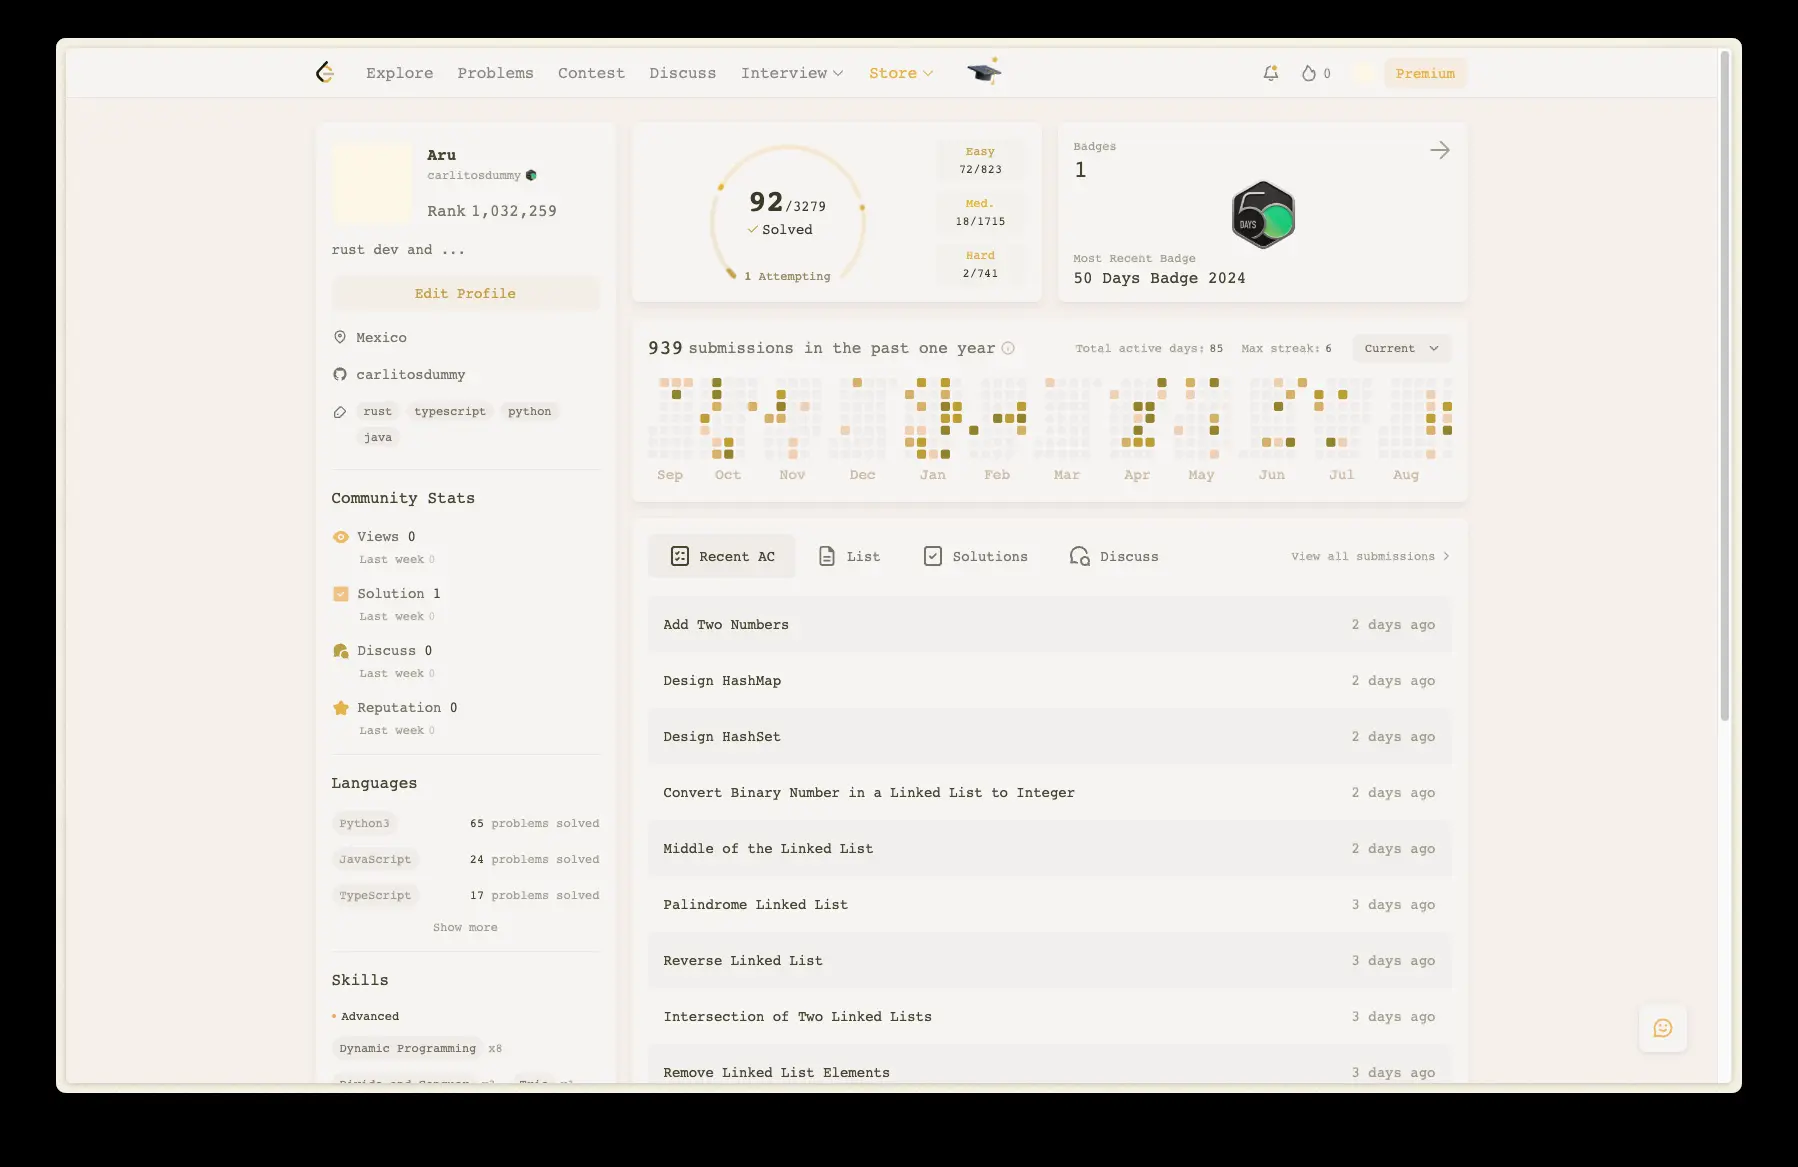 Explore Problems Contest Discuss Interview Store 0 Premium
Aru
carlitosdummy
Rank 1,032,259
rust dev and ...
Edit Profile
Mexico
carlitosdummy
rust typescript python
java
Community Stats
Views 0
Last week 0
Solution 1
Last week 0
Discuss 0
Last week 0
Reputation 0
Last week 0
Languages
Python3 65 problems solved
JavaScript 24 problems solved
TypeScript 17 problems solved
Show more
Skills
Advanced
Dynamic Programming x8
Divide and Conquer Trie
92/3279
Solved
1 Attempting
Easy
72/823
Med.
18/1715
Hard
2/741
Badges
1
50 DAYS
Most Recent Badge
50 Days Badge 2024
939 submissions in the past one year Total active days: 85 Max streak: 6 Current
Sep Oct Nov Dec Jan Feb Mar Apr May Jun Jul Aug
Recent AC List Solutions Discuss View all submissions
Add Two Numbers 2 days ago
Design HashMap 2 days ago
Design HashSet 2 days ago
Convert Binary Number in a Linked List to Integer 2 days ago
Middle of the Linked List 2 days ago
Palindrome Linked List 3 days ago
Reverse Linked List 3 days ago
Intersection of Two Linked Lists 3 days ago
Remove Linked List Elements 3 days ago